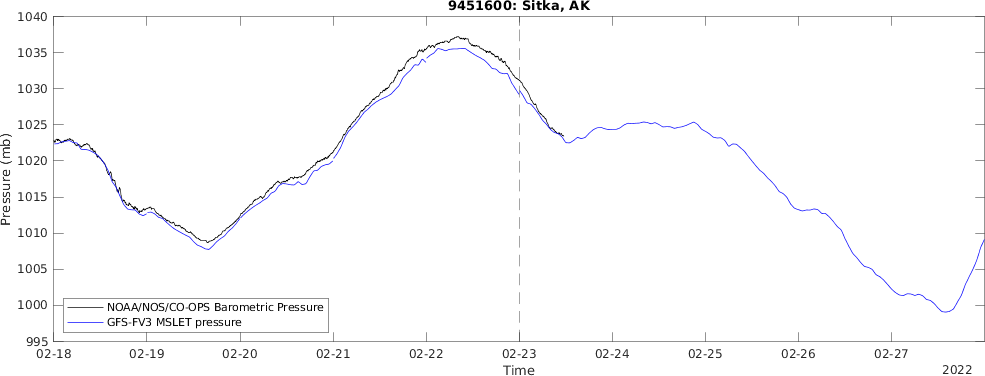 9451600: Sitka, AK
1040
1035
1030
1025
1020
1015
1010
1005
1000
995
Pressure (mb)
NOAA/NOS/CO-OPS Barometric Pressure
GFS-FV3 MSLET pressure
02-18 02-19 02-20 02-21 02-22 02-23 02-24 02-25 02-26 02-27
Time
2022